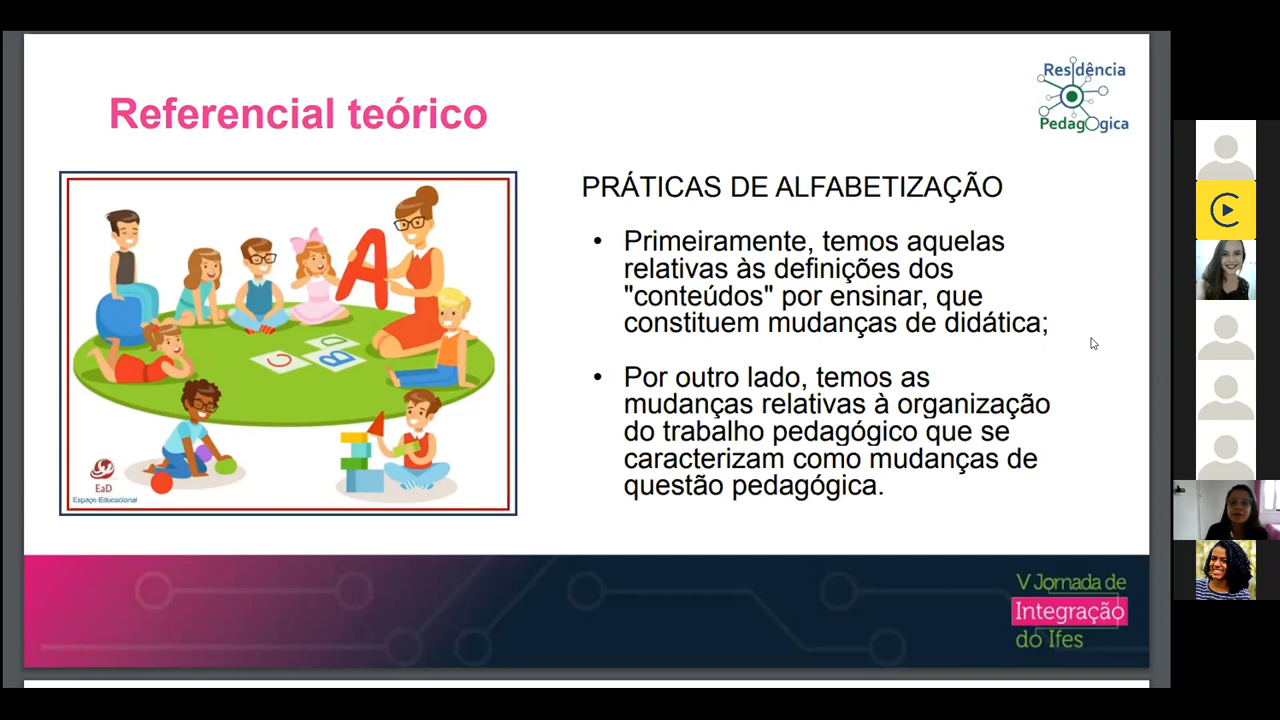 Referencial teórico
Residência
Pedagógica
A
C
D
B
EaD
Espaço Educacional
PRÁTICAS DE ALFABETIZAÇÃO
• Primeiramente, temos aquelas
relativas às definições dos
"conteúdos" por ensinar, que
constituem mudanças de didática;
• Por outro lado, temos as
mudanças relativas à organização
do trabalho pedagógico que se
caracterizam como mudanças de
questão pedagógica.
V Jornada de
Integração
do Ifes